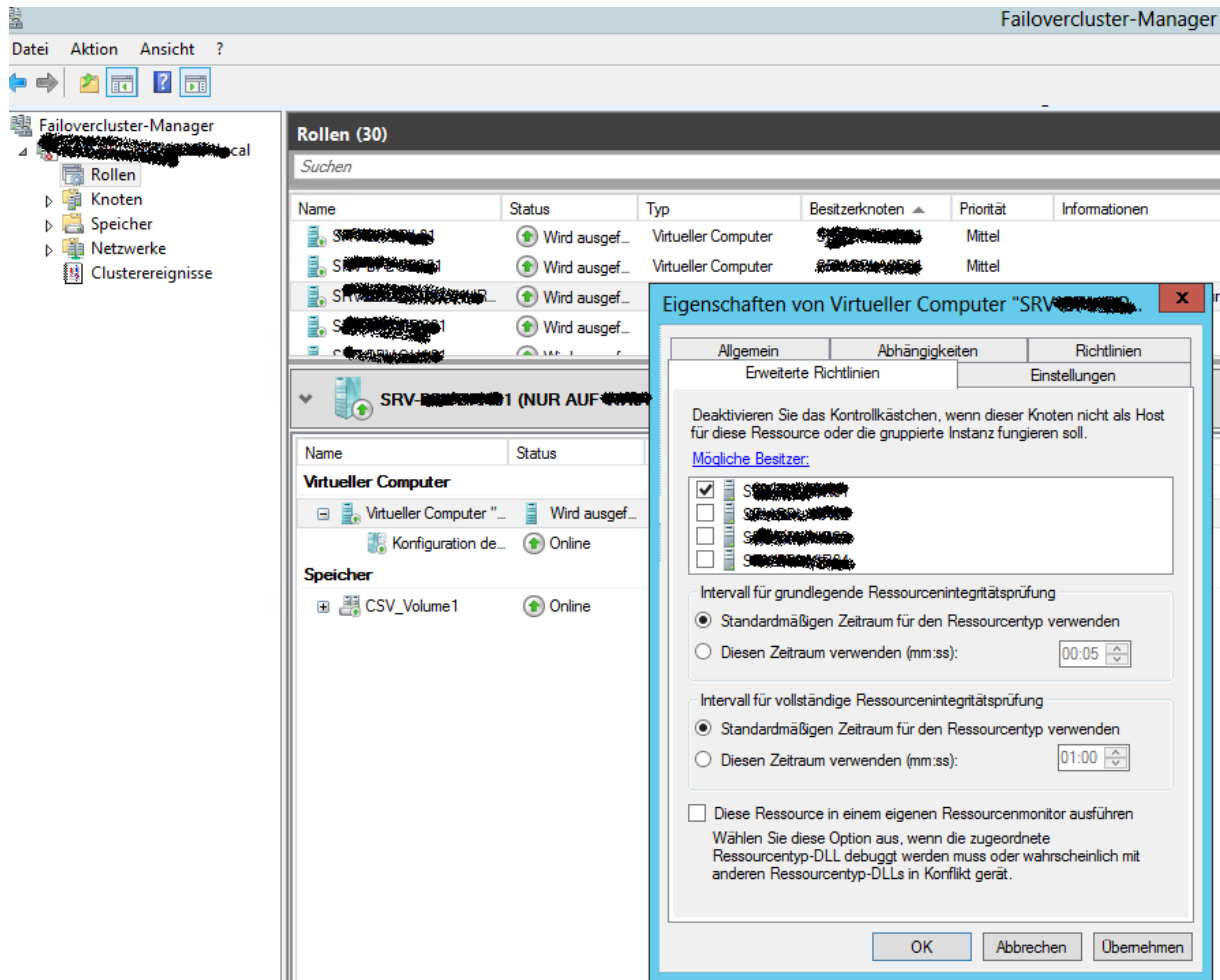 Failovercluster-Manager
Datei Aktion Ansicht ?
Failovercluster-Manager
cal
Rollen
Knoten
Speicher
Netzwerke
Clusterereignisse
Rollen (30)
Suchen
Name Status Typ Besitzerknoten Priorität Informationen
Wird ausgef... Virtueller Computer Mittel
Wird ausgef... Virtueller Computer Mittel
Wird ausgef...
Wird ausgef...
SRV- 1 (NUR AUF
Name Status
Virtueller Computer
Virtueller Computer "... Wird ausgef...
Konfiguration de... Online
Speicher
CSV_Volume1 Online
Eigenschaften von Virtueller Computer "SRV
Allgemein Abhängigkeiten Richtlinien
Erweiterte Richtlinien Einstellungen
Deaktivieren Sie das Kontrollkästchen, wenn dieser Knoten nicht als Host
für diese Ressource oder die gruppierte Instanz fungieren soll.
Mögliche Besitzer:
Intervall für grundlegende Ressourcenintegritätsprüfung
Standardmäßigen Zeitraum für den Ressourcentyp verwenden
Diesen Zeitraum verwenden (mm:ss): 00:05
Intervall für vollständige Ressourcenintegritätsprüfung
Standardmäßigen Zeitraum für den Ressourcentyp verwenden
Diesen Zeitraum verwenden (mm:ss): 01:00
Diese Ressource in einem eigenen Ressourcenmonitor ausführen
Wählen Sie diese Option aus, wenn die zugeordnete
Ressourcentyp-DLL debuggt werden muss oder wahrscheinlich mit
anderen Ressourcentyp-DLLs in Konflikt gerät.
OK Abbrechen Übernehmen